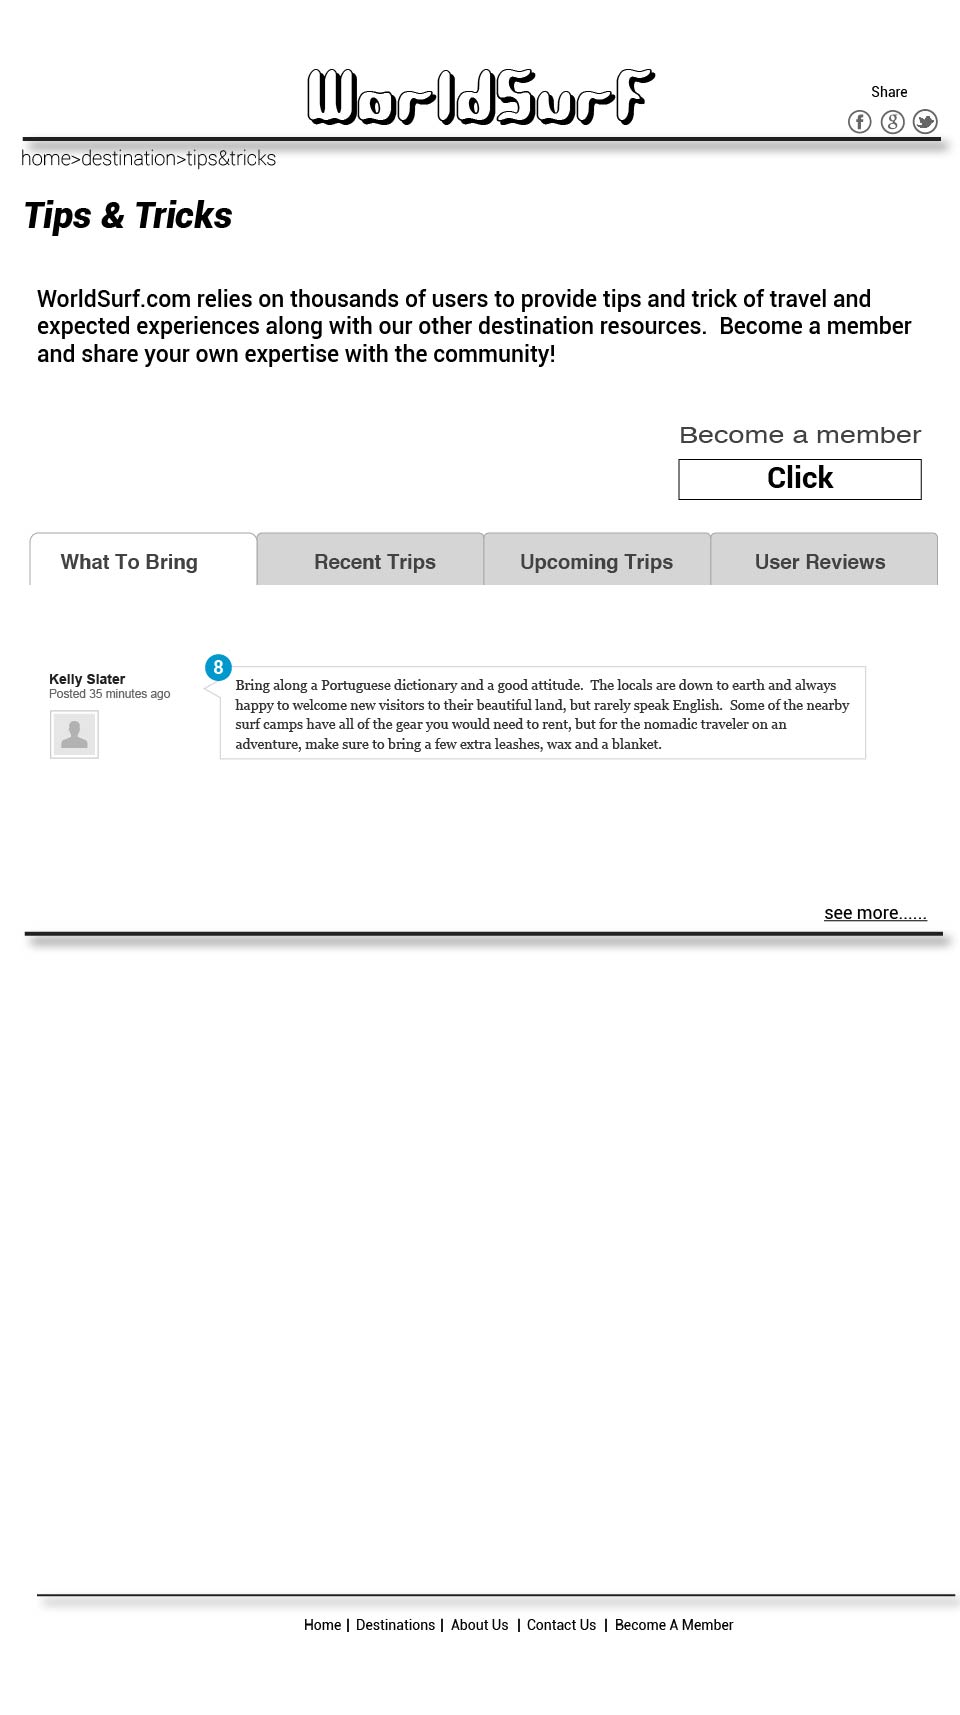 WorldSurf
Share
home>destination>tips&tricks
Tips & Tricks
WorldSurf.com relies on thousands of users to provide tips and trick of travel and
expected experiences along with our other destination resources.  Become a member
and share your own expertise with the community!
Become a member
Click
What To Bring
Recent Trips
Upcoming Trips
User Reviews
8
Kelly Slater
Posted 35 minutes ago
Bring along a Portuguese dictionary and a good attitude.  The locals are down to earth and always
happy to welcome new visitors to their beautiful land, but rarely speak English.  Some of the nearby
surf camps have all of the gear you would need to rent, but for the nomadic traveler on an
adventure, make sure to bring a few extra leashes, wax and a blanket.
see more......
Home | Destinations | About Us | Contact Us | Become A Member